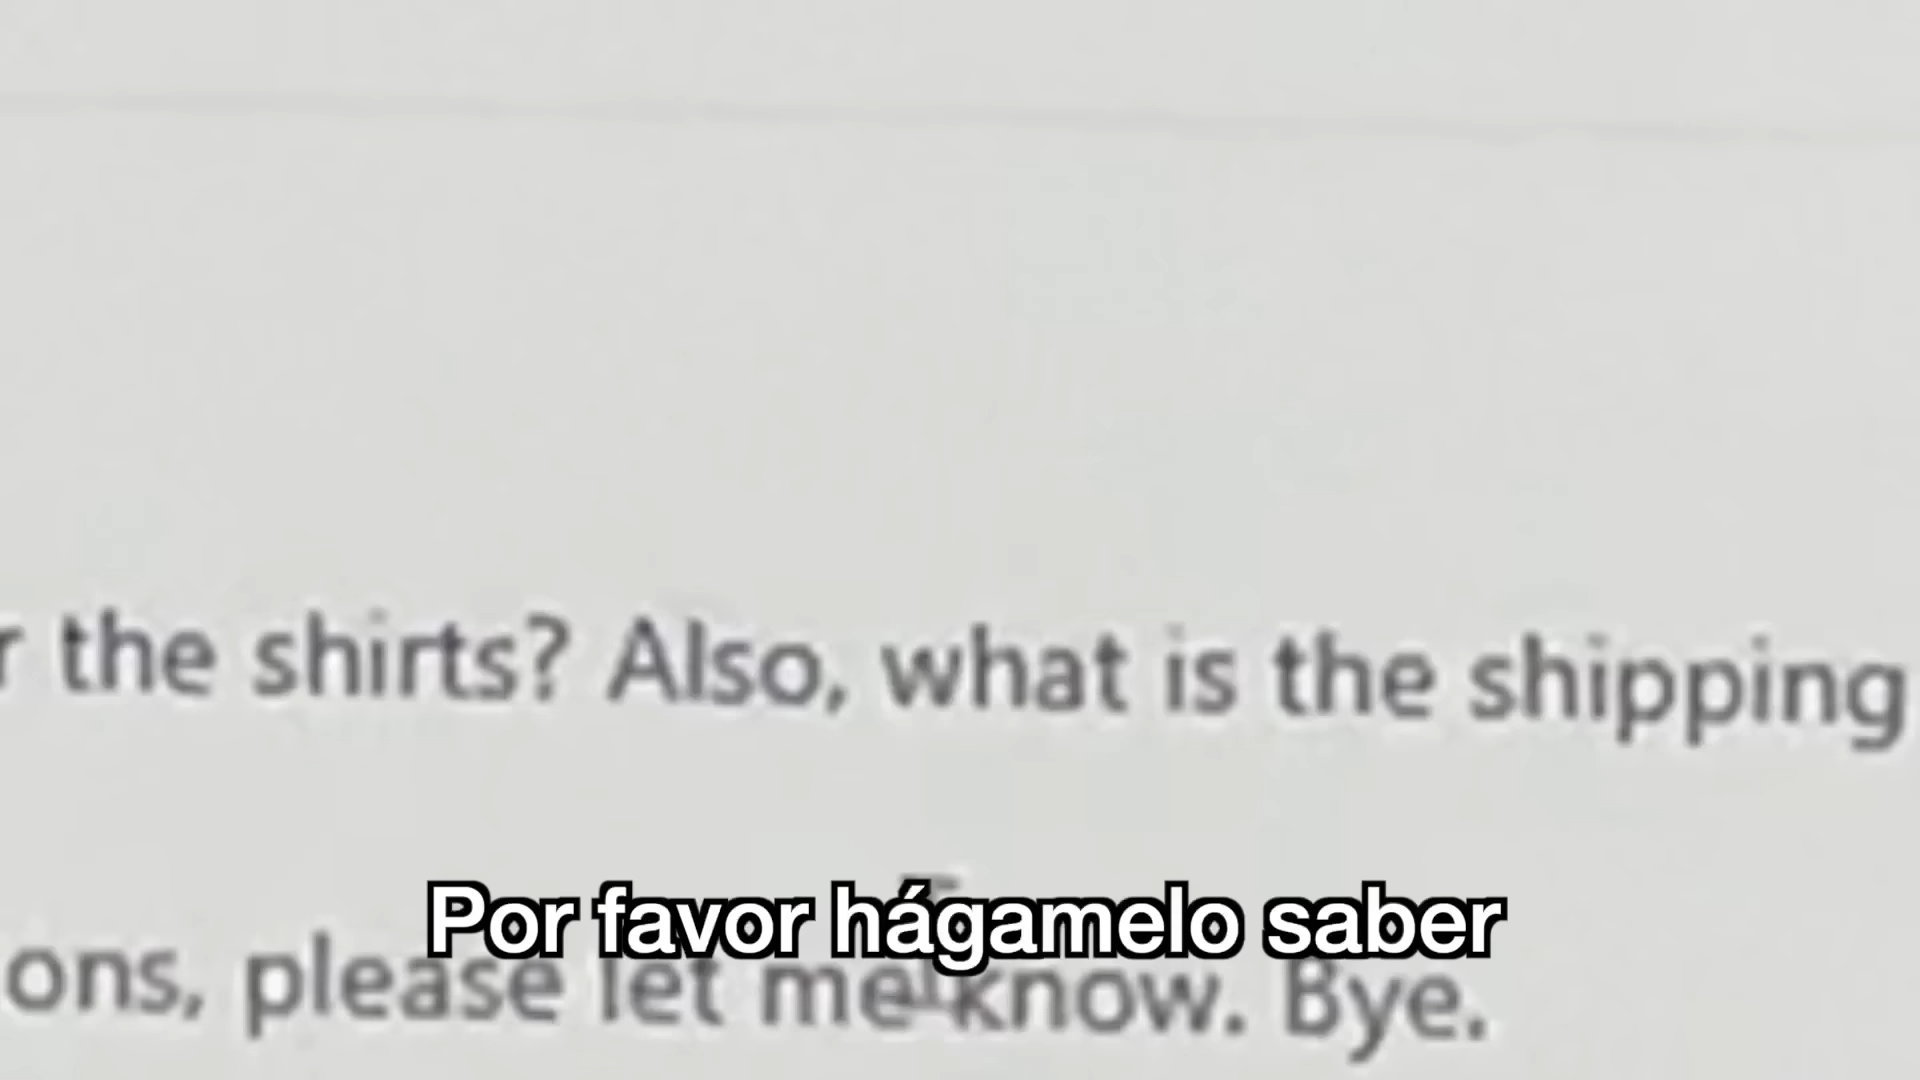 the shirts? Also, what is the shipping
Por favor hágamelo saber
ons, please let me know. Bye.